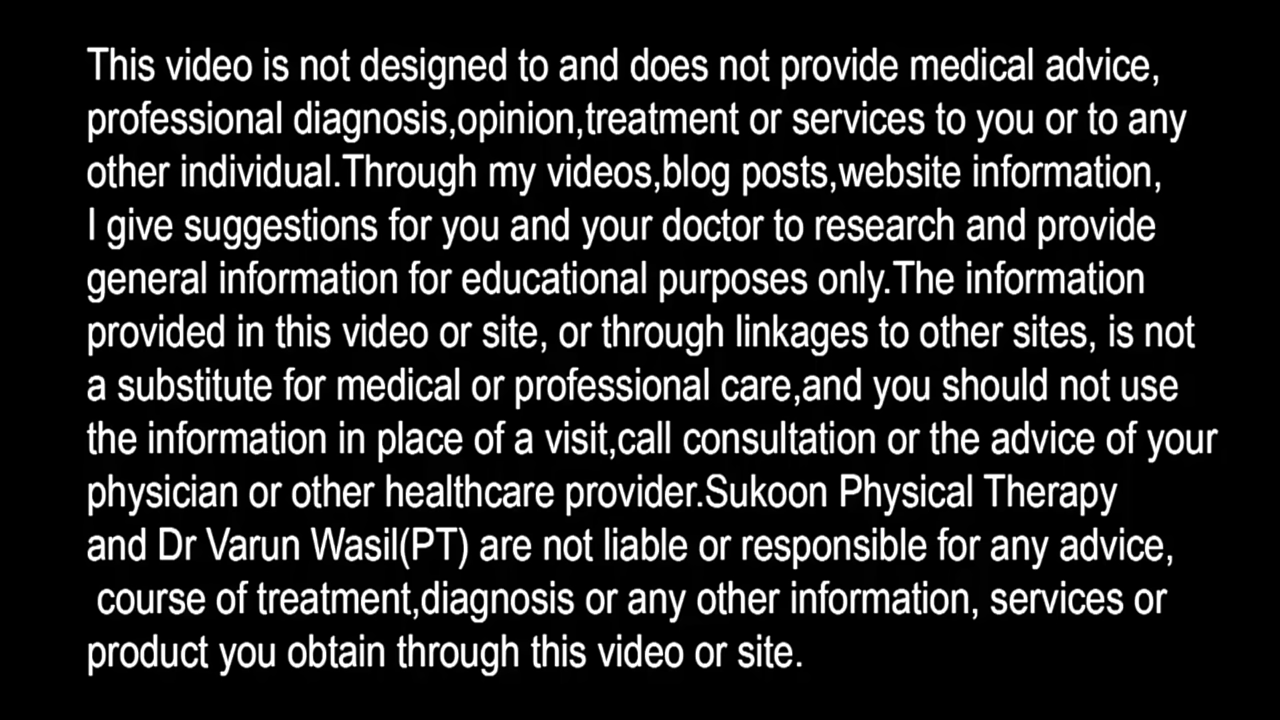 This video is not designed to and does not provide medical advice,
professional diagnosis,opinion,treatment or services to you or to any
other individual.Through my videos,blog posts,website information,
I give suggestions for you and your doctor to research and provide
general information for educational purposes only.The information
provided in this video or site, or through linkages to other sites, is not
a substitute for medical or professional care,and you should not use
the information in place of a visit,call consultation or the advice of your
physician or other healthcare provider.Sukoon Physical Therapy
and Dr Varun Wasil(PT) are not liable or responsible for any advice,
course of treatment,diagnosis or any other information, services or
product you obtain through this video or site.